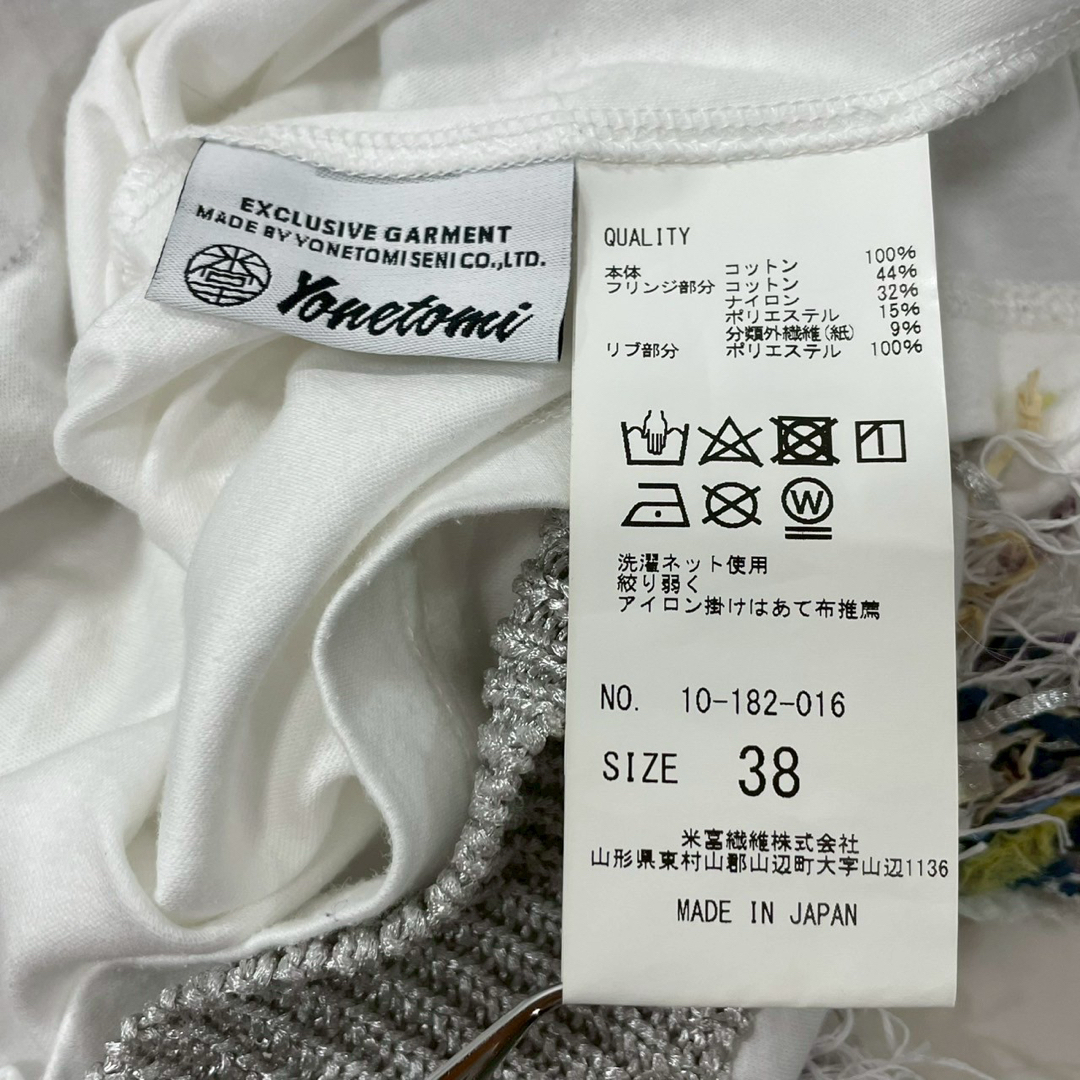 EXCLUSIVE GARMENT
MADE BY YONETOMISENI CO.,LTD.
Yonetomi
QUALITY
本体 コットン 100%
フリンジ部分 コットン 44%
ナイロン 32%
ポリエステル 15%
分類外繊維(紙) 9%
リブ部分 ポリエステル 100%
W
洗濯ネット使用
絞り弱く
アイロン掛けはあて布推薦
NO. 10-182-016
SIZE 38
米富繊維株式会社
山形県東村山郡山辺町大字山辺1136
MADE IN JAPAN